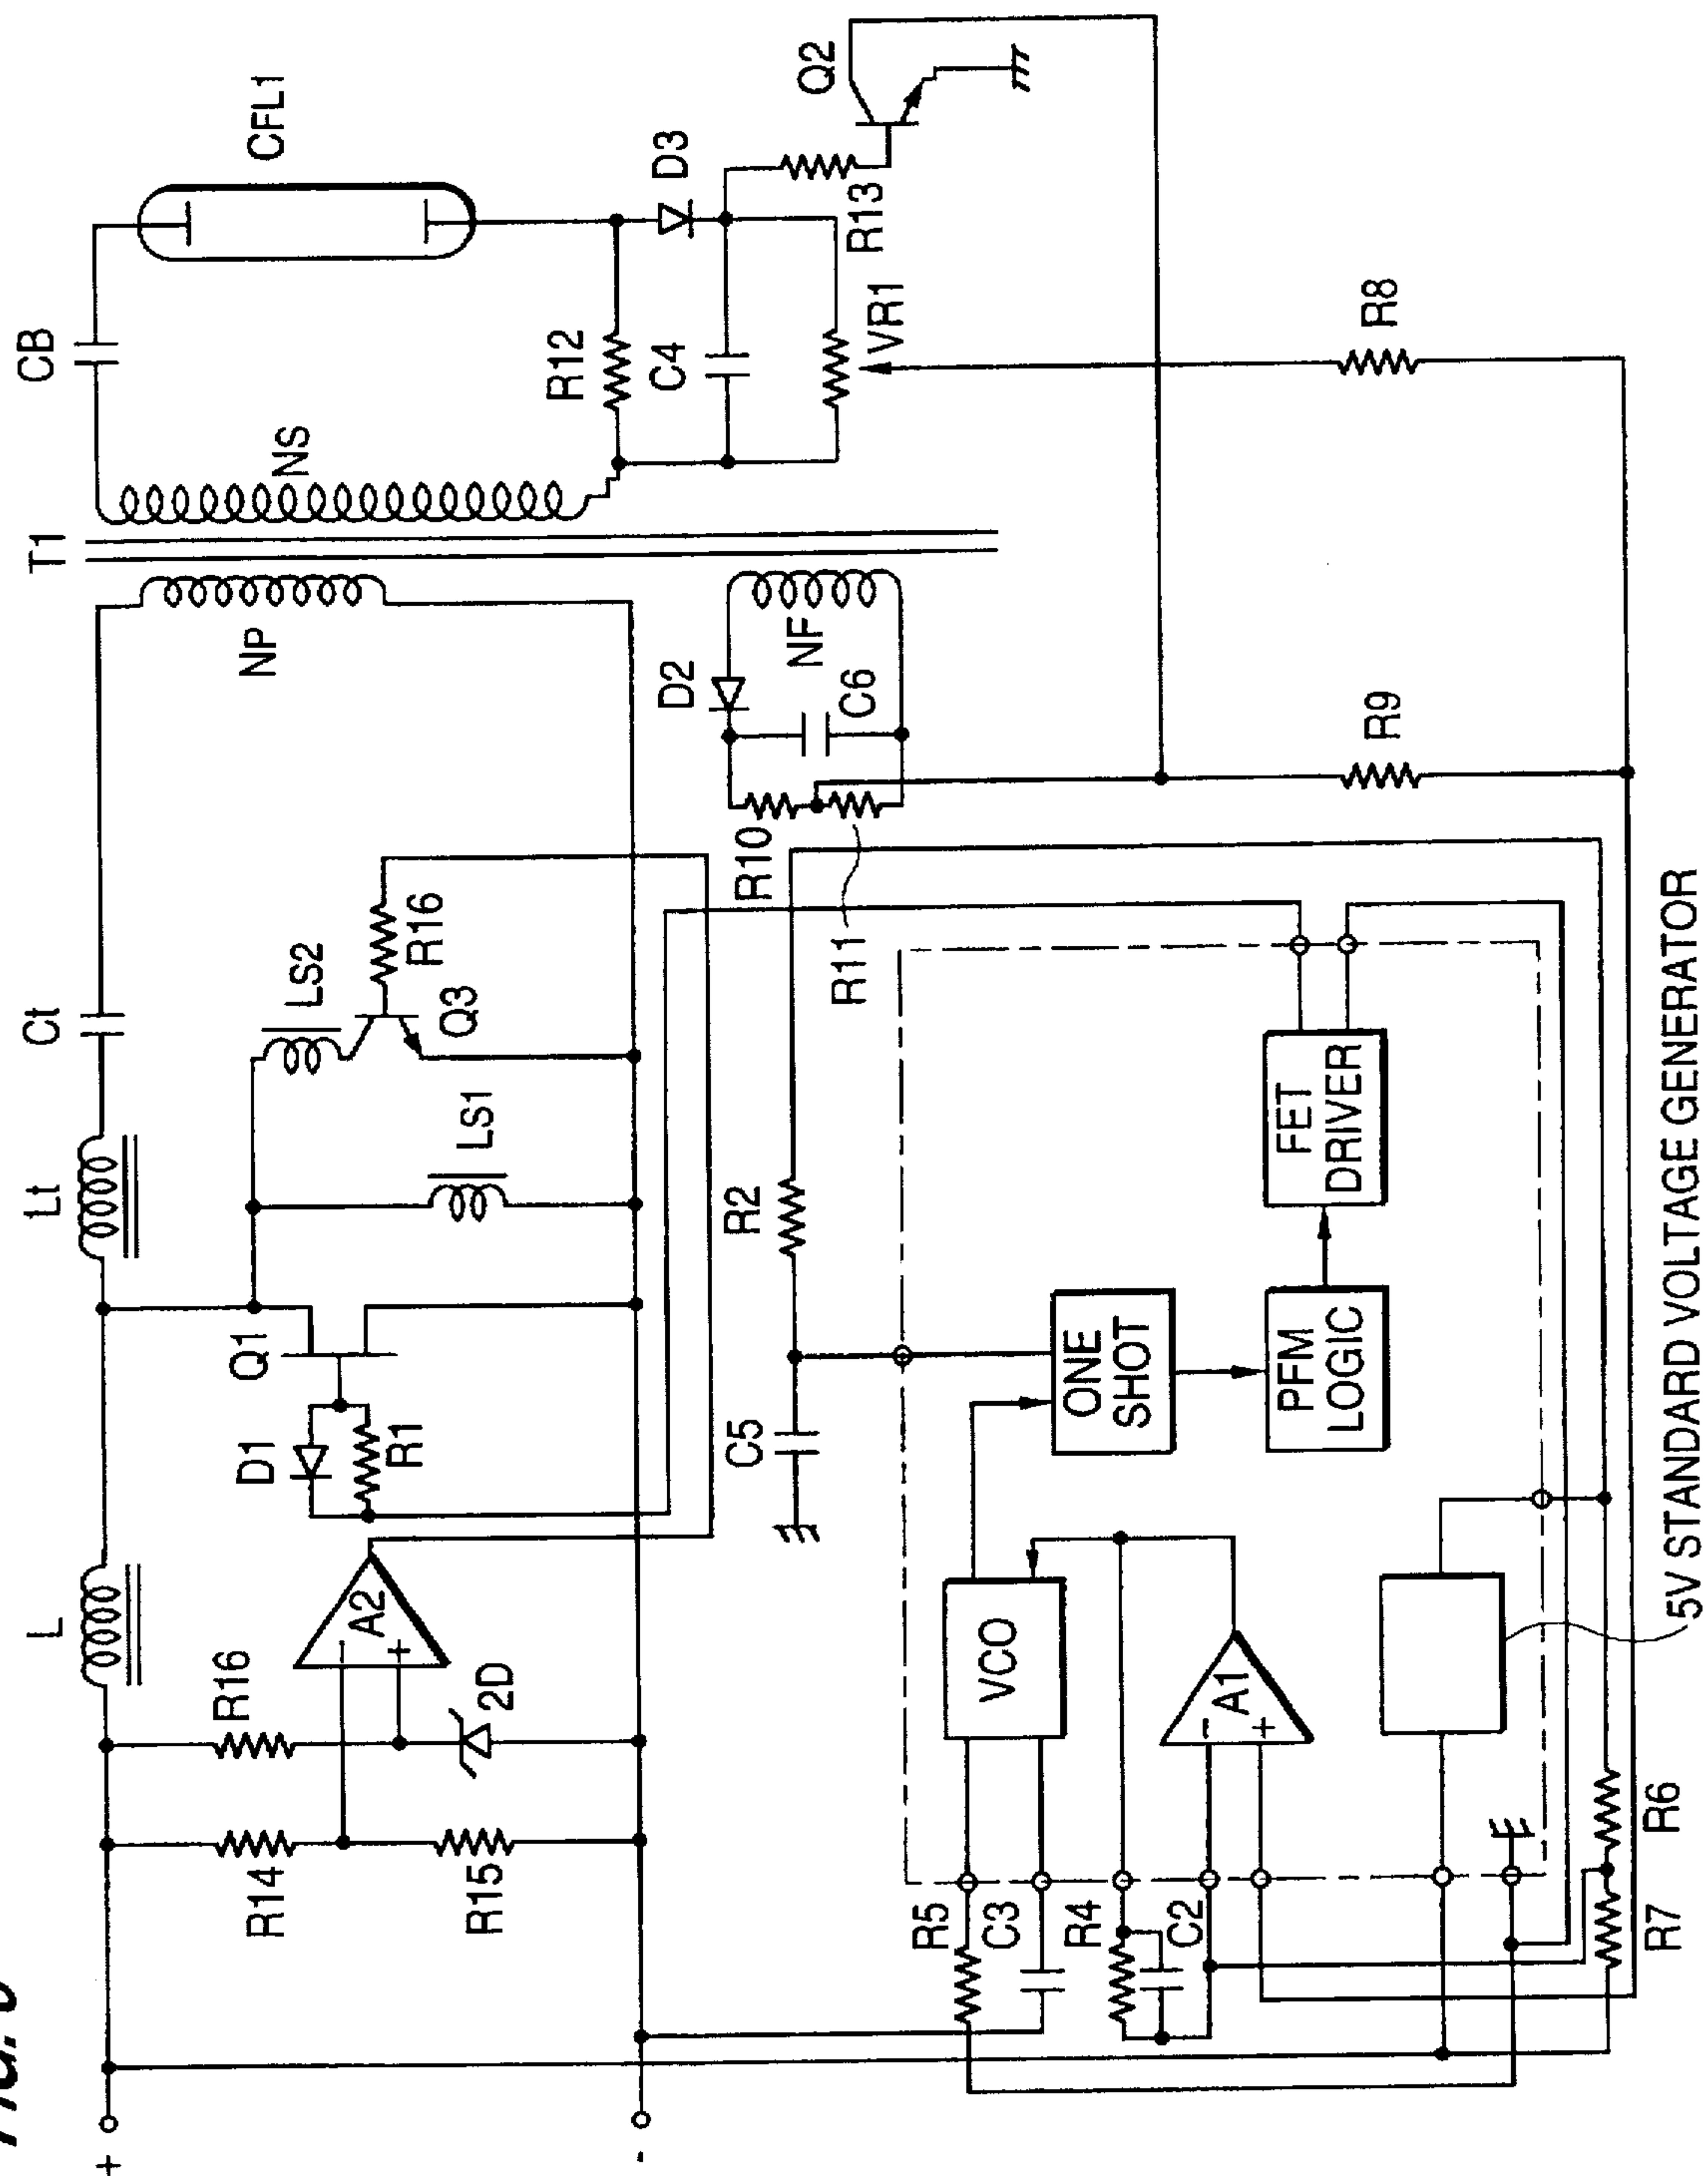 +
-
L
Lt
Ct
T1
CB
CFL1
NP
NS
R14
R16
R15
2D
A2
-
+
D1
R1
Q1
LS1
LS2
Q3
R16
D2
NF
C6
R10
R11
R12
C4
VR1
D3
R13
Q2
R8
R9
C5
R2
R5
C3
R4
C2
VCO
A1
-
+
ONE
SHOT
PFM
LOGIC
FET
DRIVER
R7
R6
5V STANDARD VOLTAGE GENERATOR